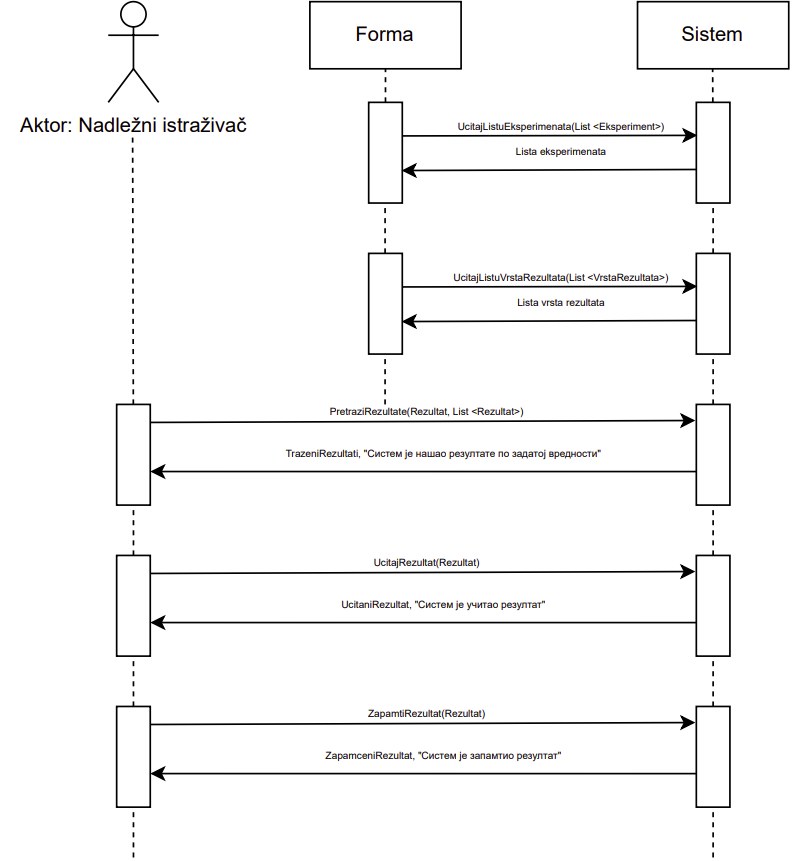 Forma
Sistem
Aktor: Nadležni istraživač
UcitajListuEksperimenata(List <Eksperiment>)
Lista eksperimenata
UcitajListuVrstaRezultata(List <VrstaRezultata>)
Lista vrsta rezultata
PretraziRezultate(Rezultat, List <Rezultat>)
TrazeniRezultati, "Систем је нашао резултате по задатој вредности"
UcitajRezultat(Rezultat)
UcitaniRezultat, "Систем је учитао резултат"
ZapamtiRezultat(Rezultat)
ZapamceniRezultat, "Систем је запамтио резултат"